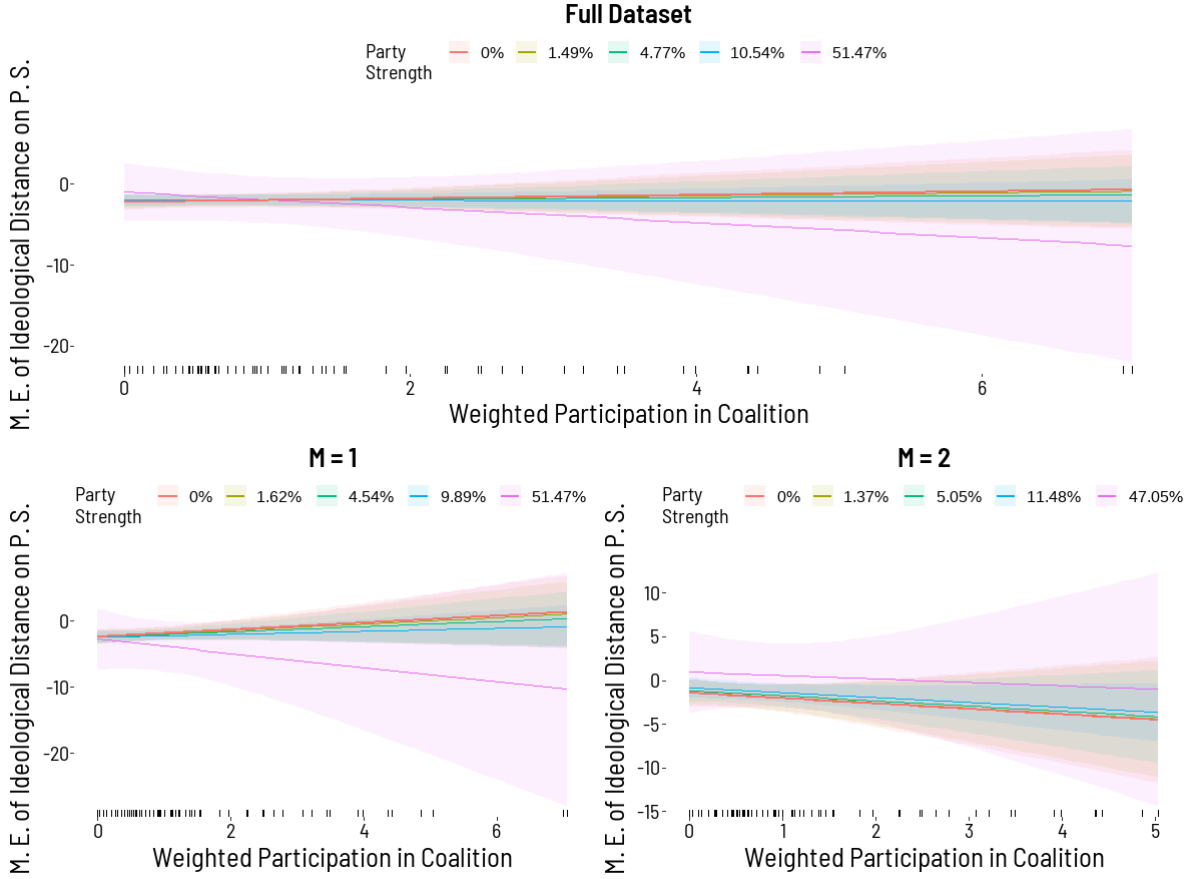 Full Dataset
Party Strength 0% 1.49% 4.77% 10.54% 51.47%
M. E. of Ideological Distance on P. S.
0
-10
-20
0 2 4 6
Weighted Participation in Coalition
M = 1
Party Strength 0% 1.62% 4.54% 9.89% 51.47%
M. E. of Ideological Distance on P. S.
0
-10
-20
0 2 4 6
Weighted Participation in Coalition
M = 2
Party Strength 0% 1.37% 5.05% 11.48% 47.05%
M. E. of Ideological Distance on P. S.
10
5
0
-5
-10
-15
0 1 2 3 4 5
Weighted Participation in Coalition